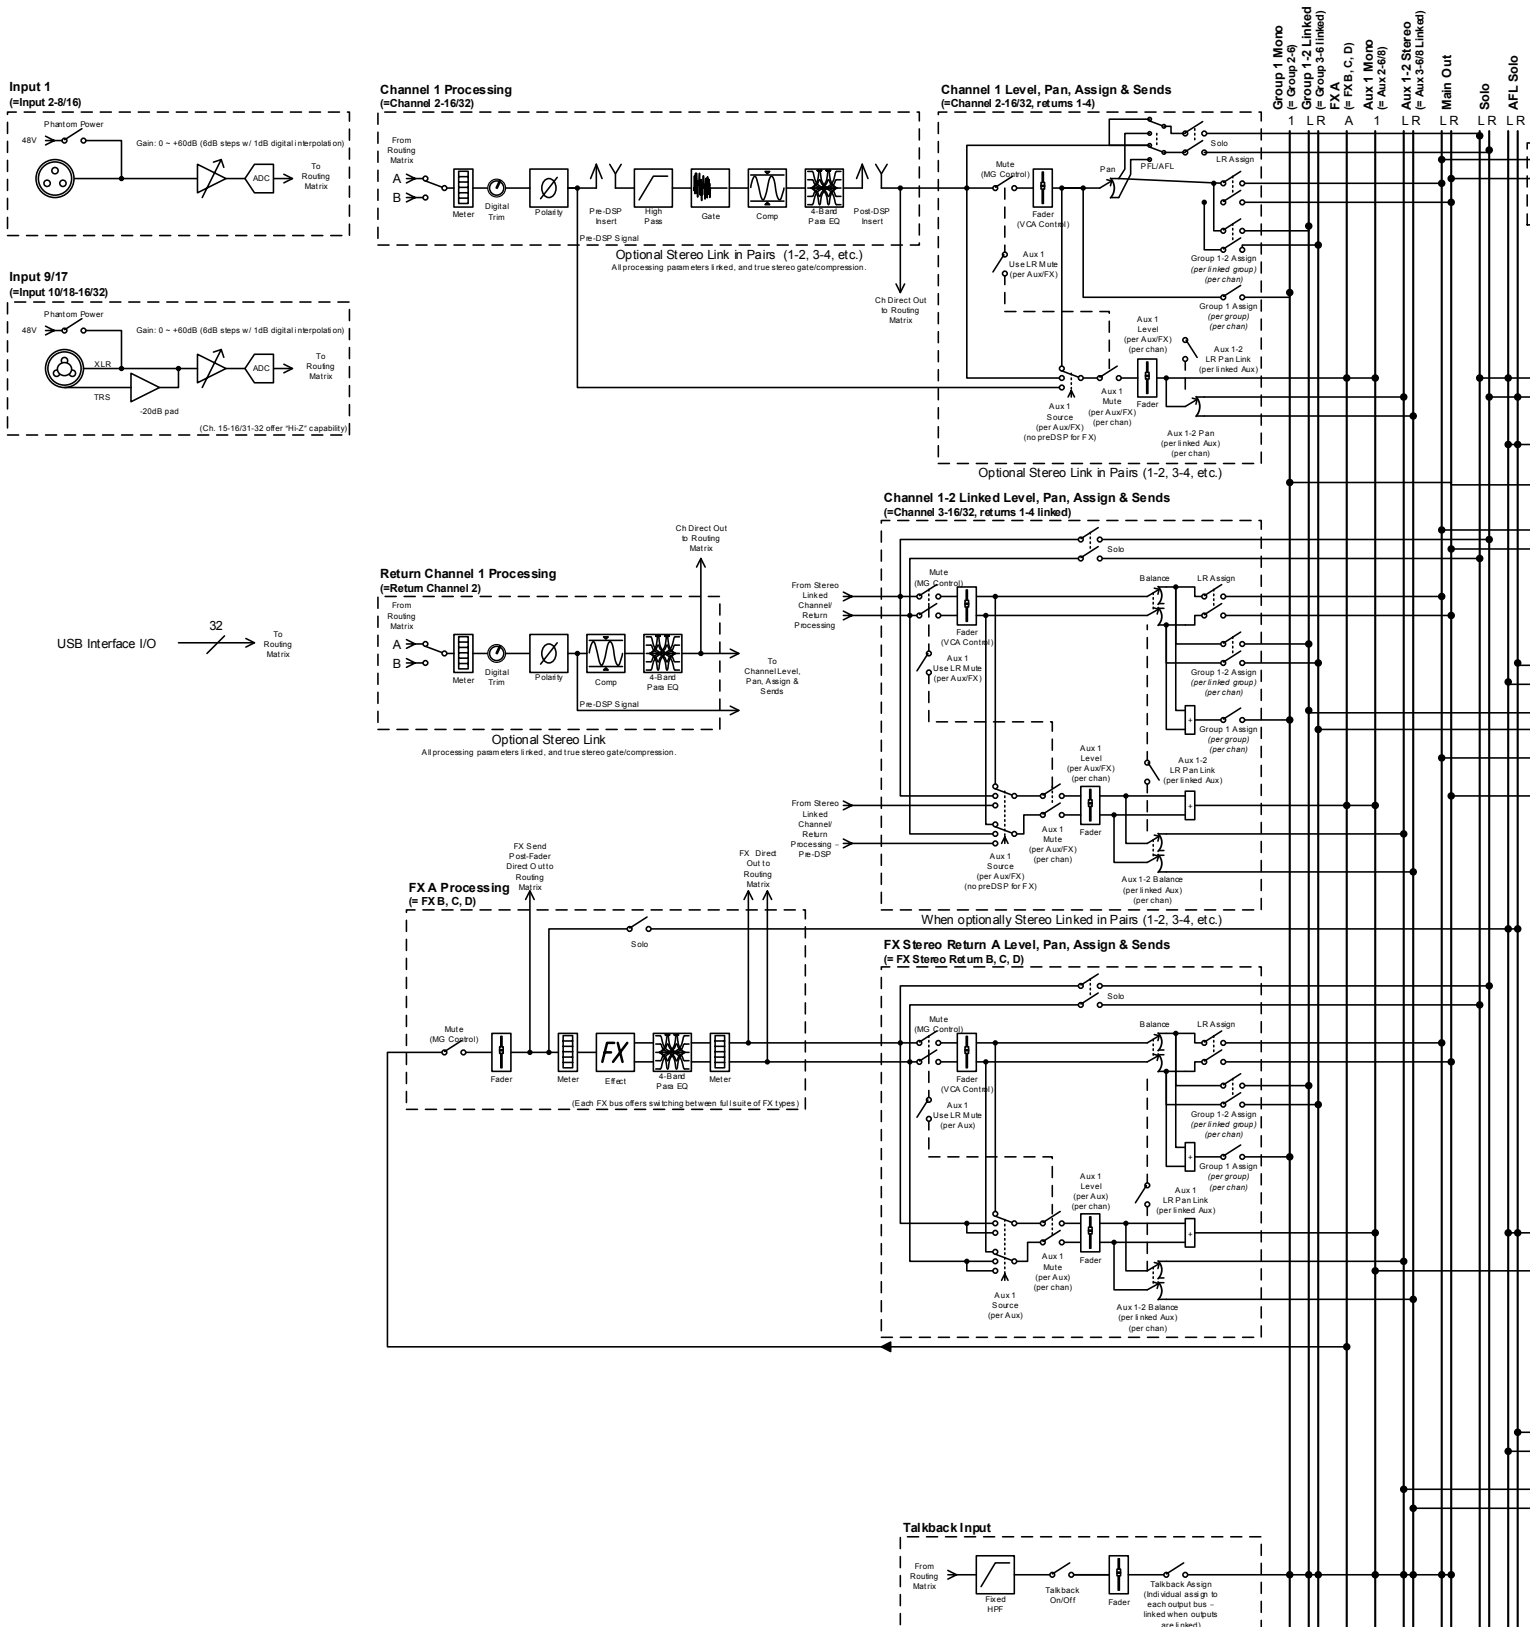 Group 1 Mono
(= Group 2-6)
1
Group 1-2 Linked
(= Group 3-6 linked)
L R
FX A
(= FX B, C, D)
A
Aux 1 Mono
(= Aux 2-6/8)
1
Aux 1-2 Stereo
(= Aux 3-6/8 Linked)
L R
Main Out
L R
Solo
L R
AFL Solo
L R
Input 1
(=Input 2-8/16)
Phantom Power
48V
Gain: 0 ~ +60dB (6dB steps w/ 1dB digital interpolation)
ADC
To
Routing
Matrix
Input 9/17
(=Input 10/18-16/32)
Phantom Power
48V
Gain: 0 ~ +60dB (6dB steps w/ 1dB digital interpolation)
XLR
TRS
-20dB pad
ADC
To
Routing
Matrix
(Ch. 15-16/31-32 offer "Hi-Z" capability)
Channel 1 Processing
(=Channel 2-16/32)
From
Routing
Matrix
A
B
Meter
Digital
Trim
Polarity
Pre-DSP
Insert
High
Pass
Gate
Comp
4-Band
Para EQ
Post-DSP
Insert
Pre-DSP Signal
Optional Stereo Link in Pairs (1-2, 3-4, etc.)
All processing parameters linked, and true stereo gate/compression.
Ch Direct Out
to Routing
Matrix
Channel 1 Level, Pan, Assign & Sends
(=Channel 2-16/32, returns 1-4)
Mute
(MG Control)
Fader
(VCA Control)
Pan
PFL/AFL
Solo
LR Assign
Group 1-2 Assign
(per linked group)
(per chan)
Group 1 Assign
(per group)
(per chan)
Aux 1
Use LR Mute
(per Aux/FX)
Aux 1
Level
(per Aux/FX)
(per chan)
Aux 1-2
LR Pan Link
(per linked Aux)
Aux 1
Source
(per Aux/FX)
(no preDSP for FX)
Aux 1
Mute
(per Aux/FX)
(per chan)
Fader
Aux 1-2 Pan
(per linked Aux)
(per chan)
Optional Stereo Link in Pairs (1-2, 3-4, etc.)
USB Interface I/O
32
To
Routing
Matrix
Return Channel 1 Processing
(=Return Channel 2)
From
Routing
Matrix
A
B
Meter
Digital
Trim
Polarity
Comp
4-Band
Para EQ
Pre-DSP Signal
Ch Direct Out
to Routing
Matrix
To
Channel Level,
Pan, Assign &
Sends
Optional Stereo Link
All processing parameters linked, and true stereo gate/compression.
Channel 1-2 Linked Level, Pan, Assign & Sends
(=Channel 3-16/32, returns 1-4 linked)
From Stereo
Linked
Channel/
Return
Processing
Solo
Mute
(MG Control)
Fader
(VCA Control)
Balance
LR Assign
Aux 1
Use LR Mute
(per Aux/FX)
Group 1-2 Assign
(per linked group)
(per chan)
+
Group 1 Assign
(per group)
(per chan)
Aux 1
Level
(per Aux/FX)
(per chan)
Aux 1-2
LR Pan Link
(per linked Aux)
From Stereo
Linked
Channel/
Return
Processing –
Pre-DSP
Aux 1
Source
(per Aux/FX)
(no preDSP for FX)
Aux 1
Mute
(per Aux/FX)
(per chan)
Fader
+
Aux 1-2 Balance
(per linked Aux)
(per chan)
When optionally Stereo Linked in Pairs (1-2, 3-4, etc.)
FX A Processing
(= FX B, C, D)
FX Send
Post-Fader
Direct Out to
Routing
Matrix
FX Direct
Out to
Routing
Matrix
Solo
Mute
(MG Control)
Fader
Meter
FX
Effect
4-Band
Para EQ
Meter
(Each FX bus offers switching between full suite of FX types)
FX Stereo Return A Level, Pan, Assign & Sends
(= FX Stereo Return B, C, D)
Solo
Mute
(MG Control)
Fader
(VCA Control)
Balance
LR Assign
Aux 1
Use LR Mute
(per Aux)
Group 1-2 Assign
(per linked group)
(per chan)
+
Group 1 Assign
(per group)
(per chan)
Aux 1
Level
(per Aux)
(per chan)
Aux 1
LR Pan Link
(per linked Aux)
Aux 1
Source
(per Aux)
Aux 1
Mute
(per Aux)
(per chan)
Fader
+
Aux 1-2 Balance
(per linked Aux)
(per chan)
Talkback Input
From
Routing
Matrix
Fixed
HPF
Talkback
On/Off
Fader
Talkback Assign
(Individual assign to
each output bus –
linked when outputs
are linked)